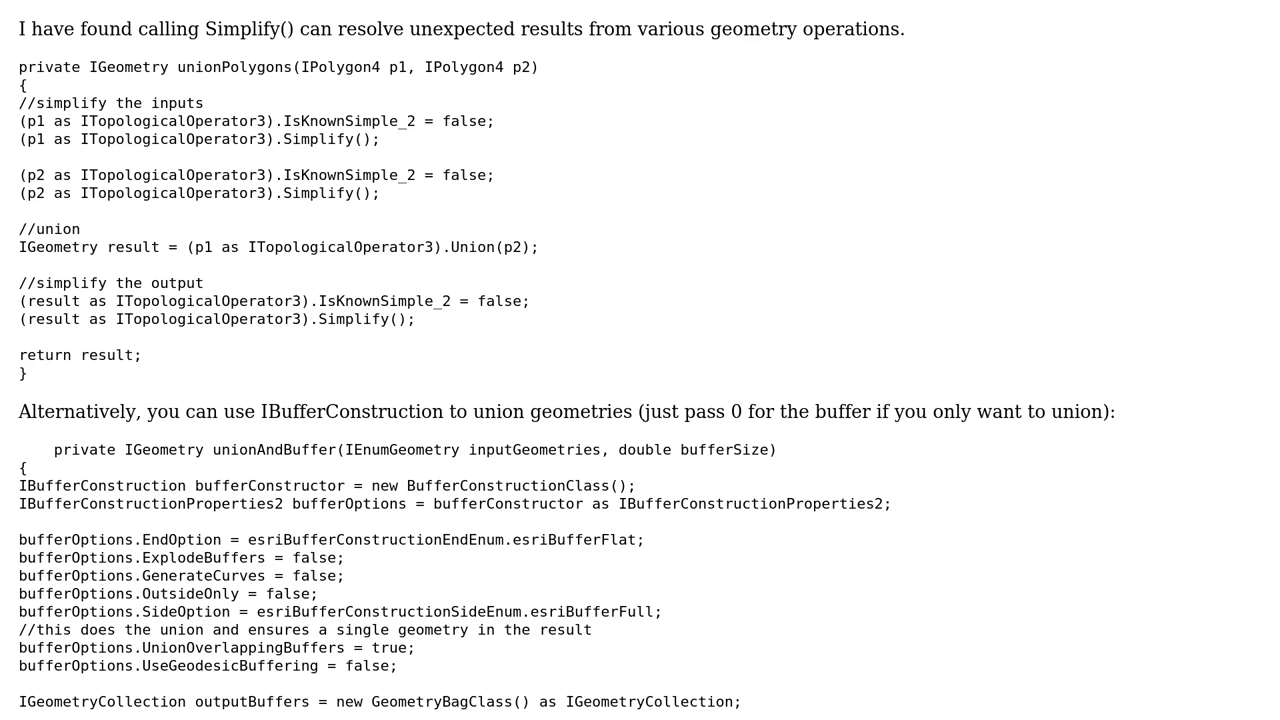 I have found calling Simplify() can resolve unexpected results from various geometry operations.
private IGeometry unionPolygons(IPolygon4 p1, IPolygon4 p2)
{
//simplify the inputs
(p1 as ITopologicalOperator3).IsKnownSimple_2 = false;
(p1 as ITopologicalOperator3).Simplify();
(p2 as ITopologicalOperator3).IsKnownSimple_2 = false;
(p2 as ITopologicalOperator3).Simplify();
//union
IGeometry result = (p1 as ITopologicalOperator3).Union(p2);
//simplify the output
(result as ITopologicalOperator3).IsKnownSimple_2 = false;
(result as ITopologicalOperator3).Simplify();
return result;
}
Alternatively, you can use IBufferConstruction to union geometries (just pass 0 for the buffer if you only want to union):
private IGeometry unionAndBuffer(IEnumGeometry inputGeometries, double bufferSize)
{
IBufferConstruction bufferConstructor = new BufferConstructionClass();
IBufferConstructionProperties2 bufferOptions = bufferConstructor as IBufferConstructionProperties2;
bufferOptions.EndOption = esriBufferConstructionEndEnum.esriBufferFlat;
bufferOptions.ExplodeBuffers = false;
bufferOptions.GenerateCurves = false;
bufferOptions.OutsideOnly = false;
bufferOptions.SideOption = esriBufferConstructionSideEnum.esriBufferFull;
//this does the union and ensures a single geometry in the result
bufferOptions.UnionOverlappingBuffers = true;
bufferOptions.UseGeodesicBuffering = false;
IGeometryCollection outputBuffers = new GeometryBagClass() as IGeometryCollection;